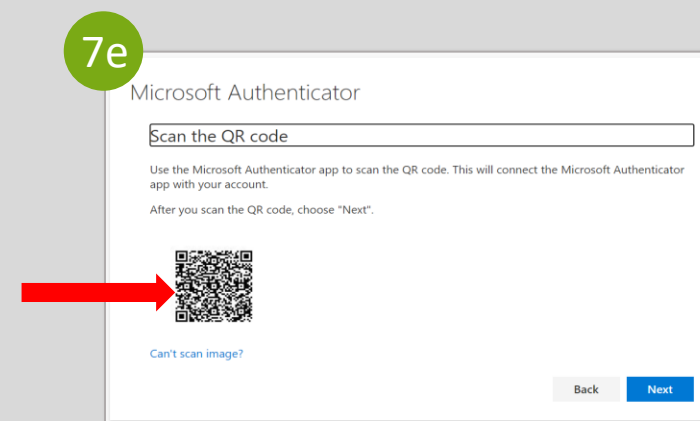 7e
Microsoft Authenticator
Scan the QR code
Use the Microsoft Authenticator app to scan the QR code. This will connect the Microsoft Authenticator
app with your account.
After you scan the QR code, choose "Next".
Can't scan image?
Back Next